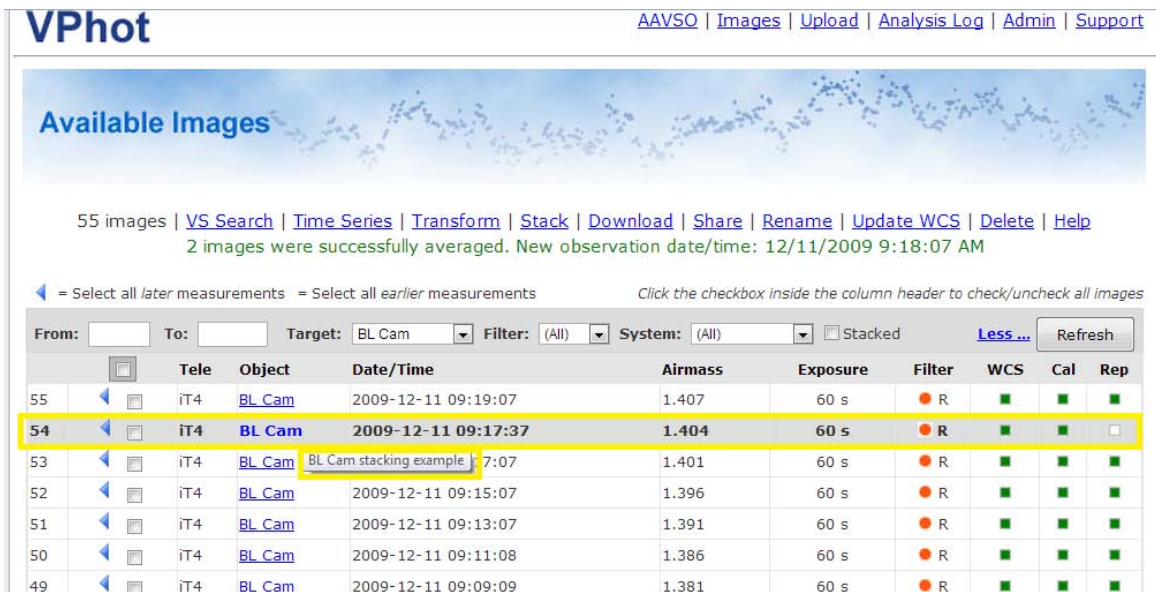 VPhot
AAVSO | Images | Upload | Analysis Log | Admin | Support
Available Images
55 images | VS Search | Time Series | Transform | Stack | Download | Share | Rename | Update WCS | Delete | Help
2 images were successfully averaged. New observation date/time: 12/11/2009 9:18:07 AM
= Select all later measurements = Select all earlier measurements Click the checkbox inside the column header to check/uncheck all images
From: To: Target: BL Cam Filter: (All) System: (All) Stacked Less ... Refresh
Tele Object Date/Time Airmass Exposure Filter WCS Cal Rep
55 iT4 BL Cam 2009-12-11 09:19:07 1.407 60 s R
54 iT4 BL Cam 2009-12-11 09:17:37 1.404 60 s R
53 iT4 BL Cam BL Cam stacking example 7:07 1.401 60 s R
52 iT4 BL Cam 2009-12-11 09:15:07 1.396 60 s R
51 iT4 BL Cam 2009-12-11 09:13:07 1.391 60 s R
50 iT4 BL Cam 2009-12-11 09:11:08 1.386 60 s R
49 iT4 BL Cam 2009-12-11 09:09:09 1.381 60 s R